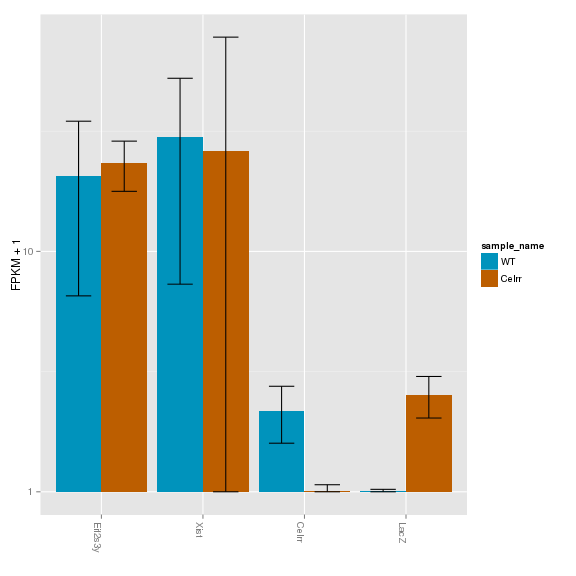 FPKM + 1
10
1
Eif2s3y
Xist
Celrr
LacZ
sample_name
WT
Celrr